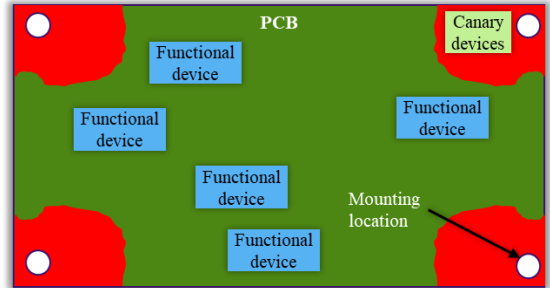 PCB
Canary
devices
Functional
device
Functional
device
Functional
device
Functional
device
Mounting
location
Functional
device